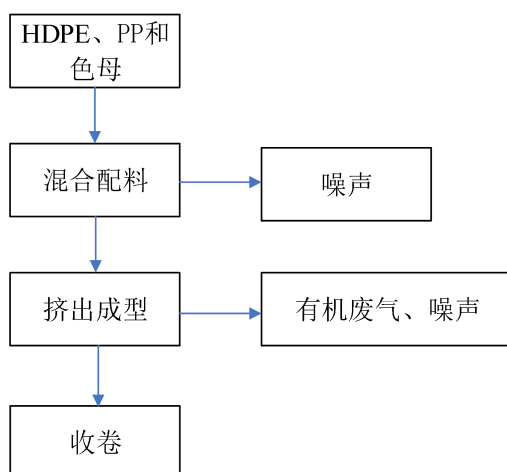 HDPE、PP和
色母
混合配料
噪声
挤出成型
有机废气、噪声
收卷